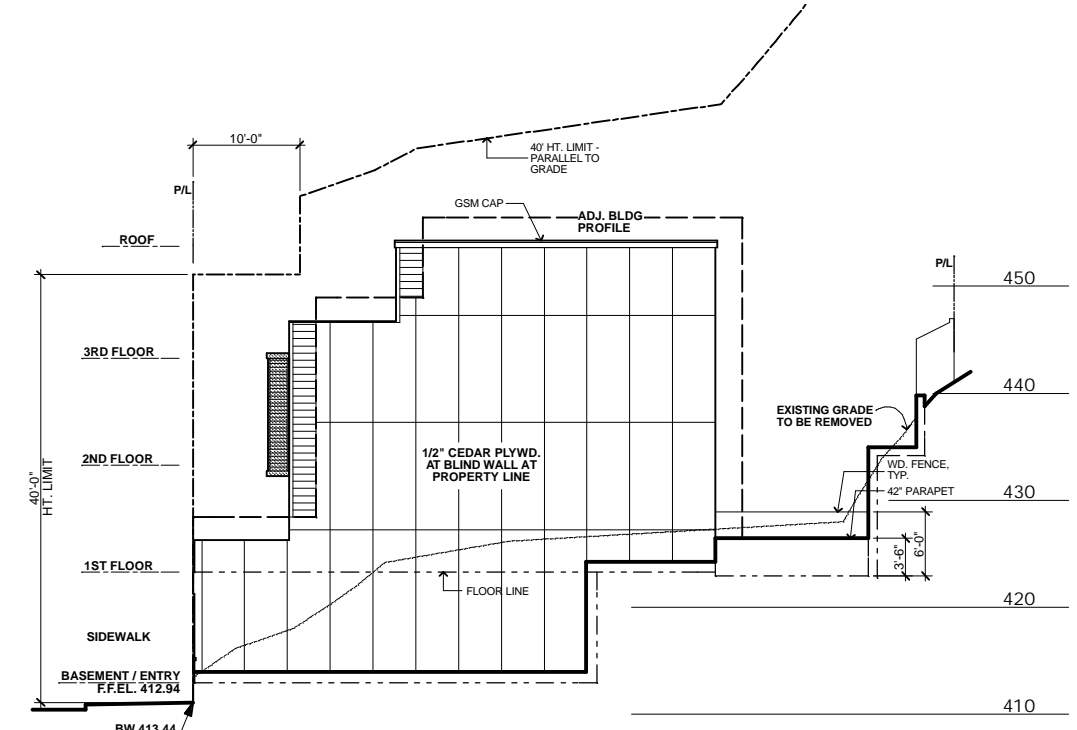 10'-0"
40' HT. LIMIT -
PARALLEL TO
GRADE
P/L
GSM CAP
ADJ. BLDG
PROFILE
ROOF
P/L
450
3RD FLOOR
440
EXISTING GRADE
TO BE REMOVED
1/2" CEDAR PLYWD.
AT BLIND WALL AT
PROPERTY LINE
2ND FLOOR
WD. FENCE,
TYP.
40'-0"
HT. LIMIT
42" PARAPET
430
3'-6"
6'-0"
1ST FLOOR
FLOOR LINE
420
SIDEWALK
BASEMENT / ENTRY
F.F.EL. 412.94
410
BW 413.44